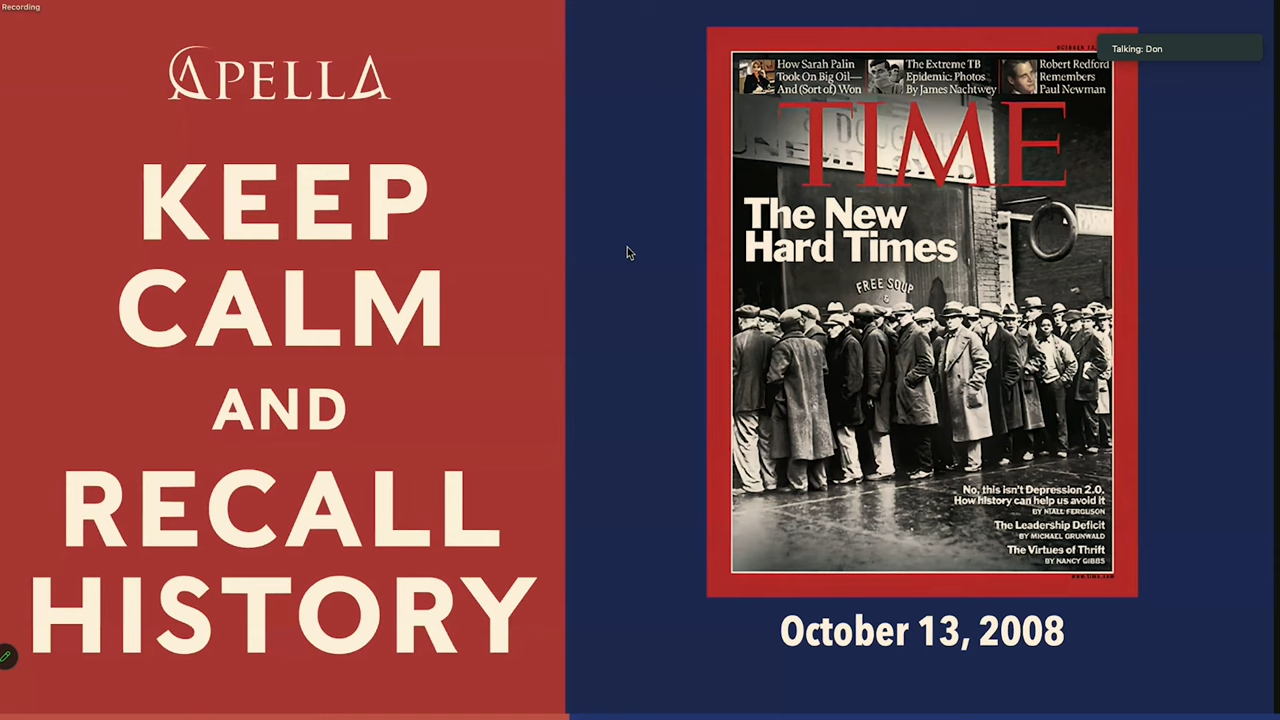 Recording
APELLA
KEEP
CALM
AND
RECALL
HISTORY
Talking: Don
How Sarah Palin
Took On Big Oil—
And (Sort of) Won
The Extreme TB
Epidemic: Photos
By James Nachtwey
Robert Redford
Remembers
Paul Newman
TIME
The New
Hard Times
FREE SOUP
&
No, this isn't Depression 2.0.
How history can help us avoid it
BY NIALL FERGUSON
The Leadership Deficit
BY MICHAEL GRUNWALD
The Virtues of Thrift
BY NANCY GIBBS
WWW.TIME.COM
October 13, 2008